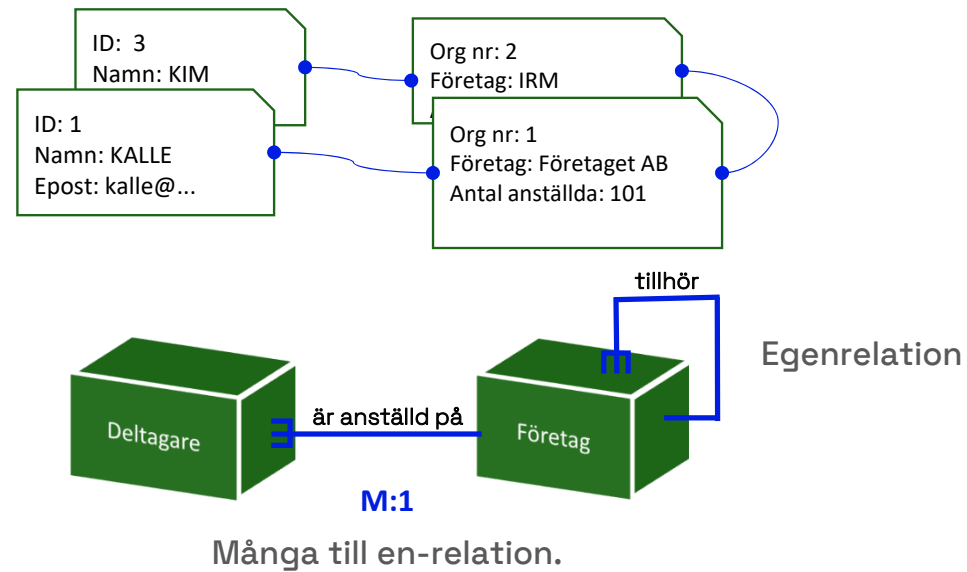 ID: 3
Namn: KIM
Org nr: 2
Företag: IRM
ID: 1
Namn: KALLE
Epost: kalle@...
Org nr: 1
Företag: Företaget AB
Antal anställda: 101
tillhör
Egenrelation
Deltagare
är anställd på
Företag
M:1
Många till en-relation.